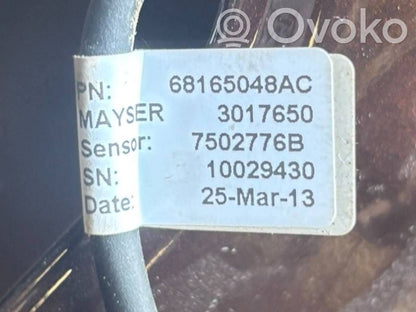 Ovoko
PN: 68165048AC
MAYSER 3017650
Sensor: 7502776B
SN: 10029430
Date: 25-Mar-13